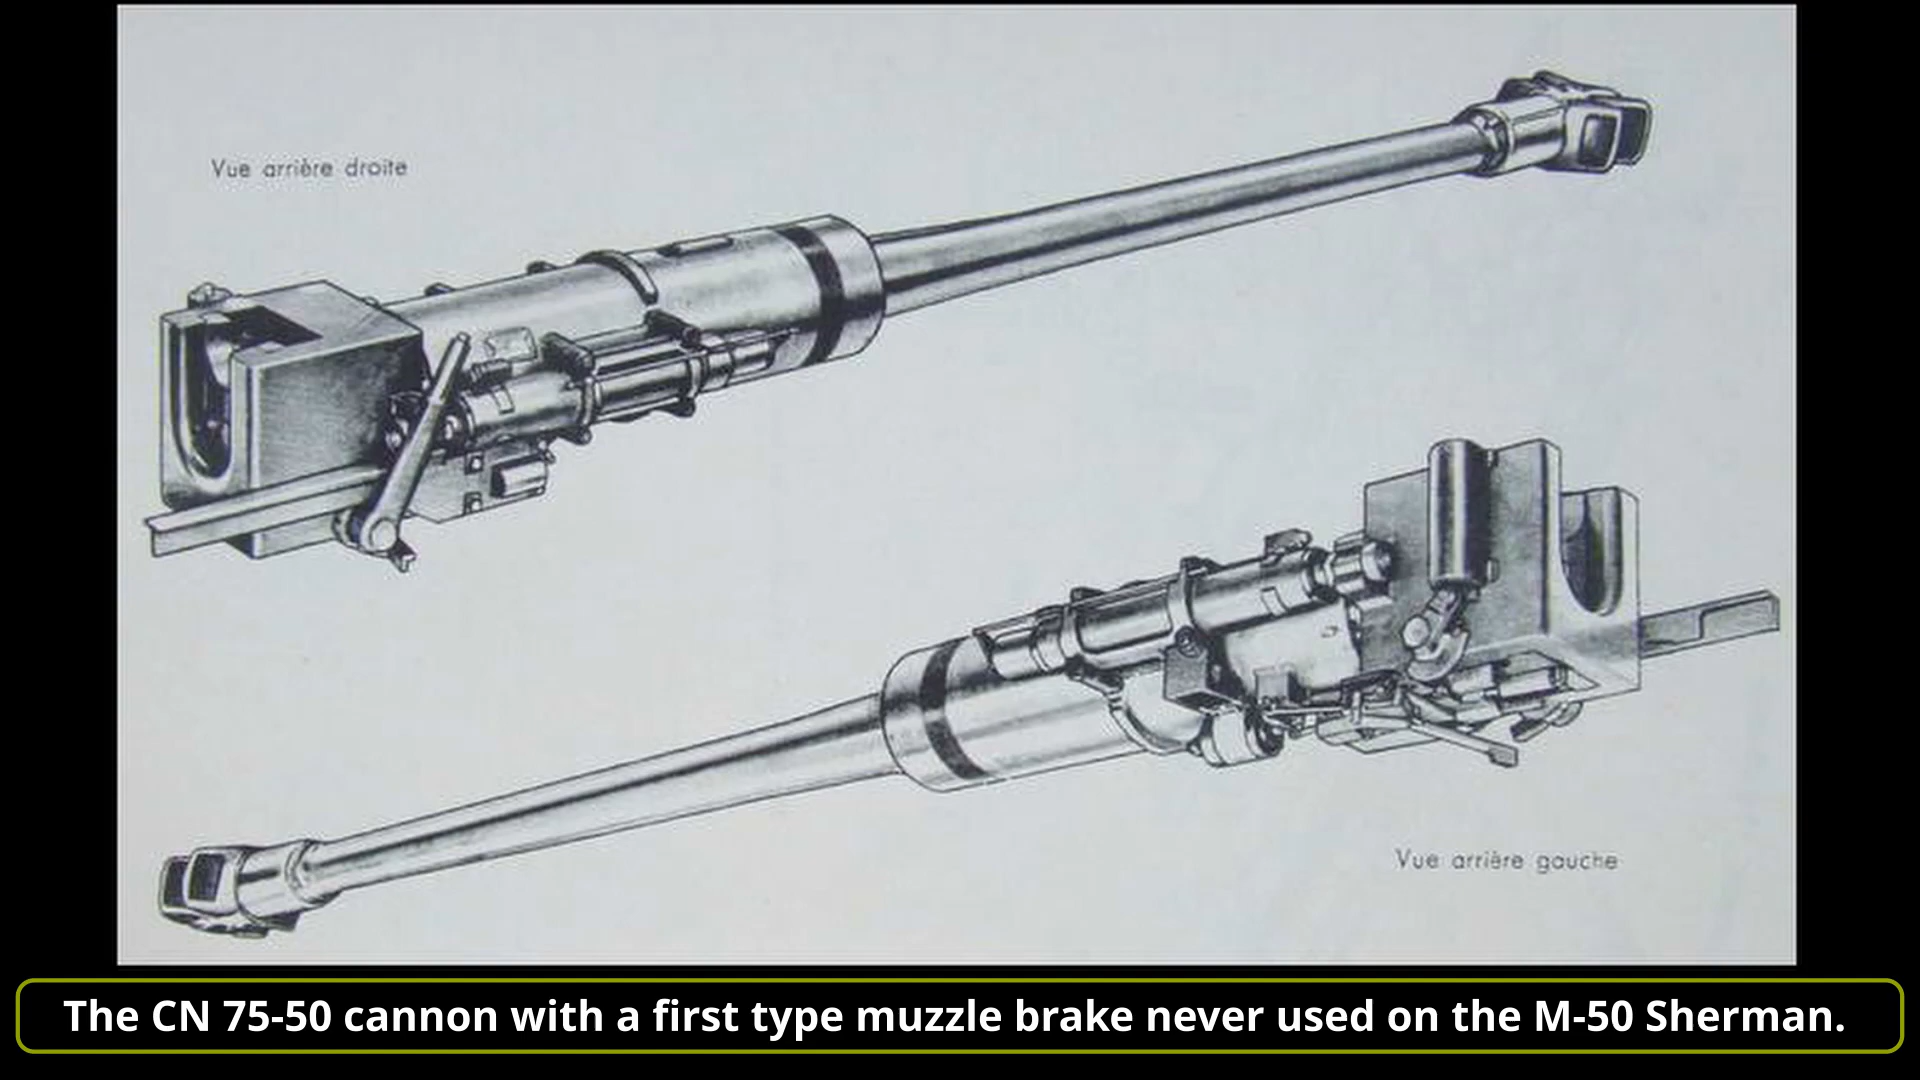 Vue arrière droite
Vue arrière gauche
The CN 75-50 cannon with a first type muzzle brake never used on the M-50 Sherman.